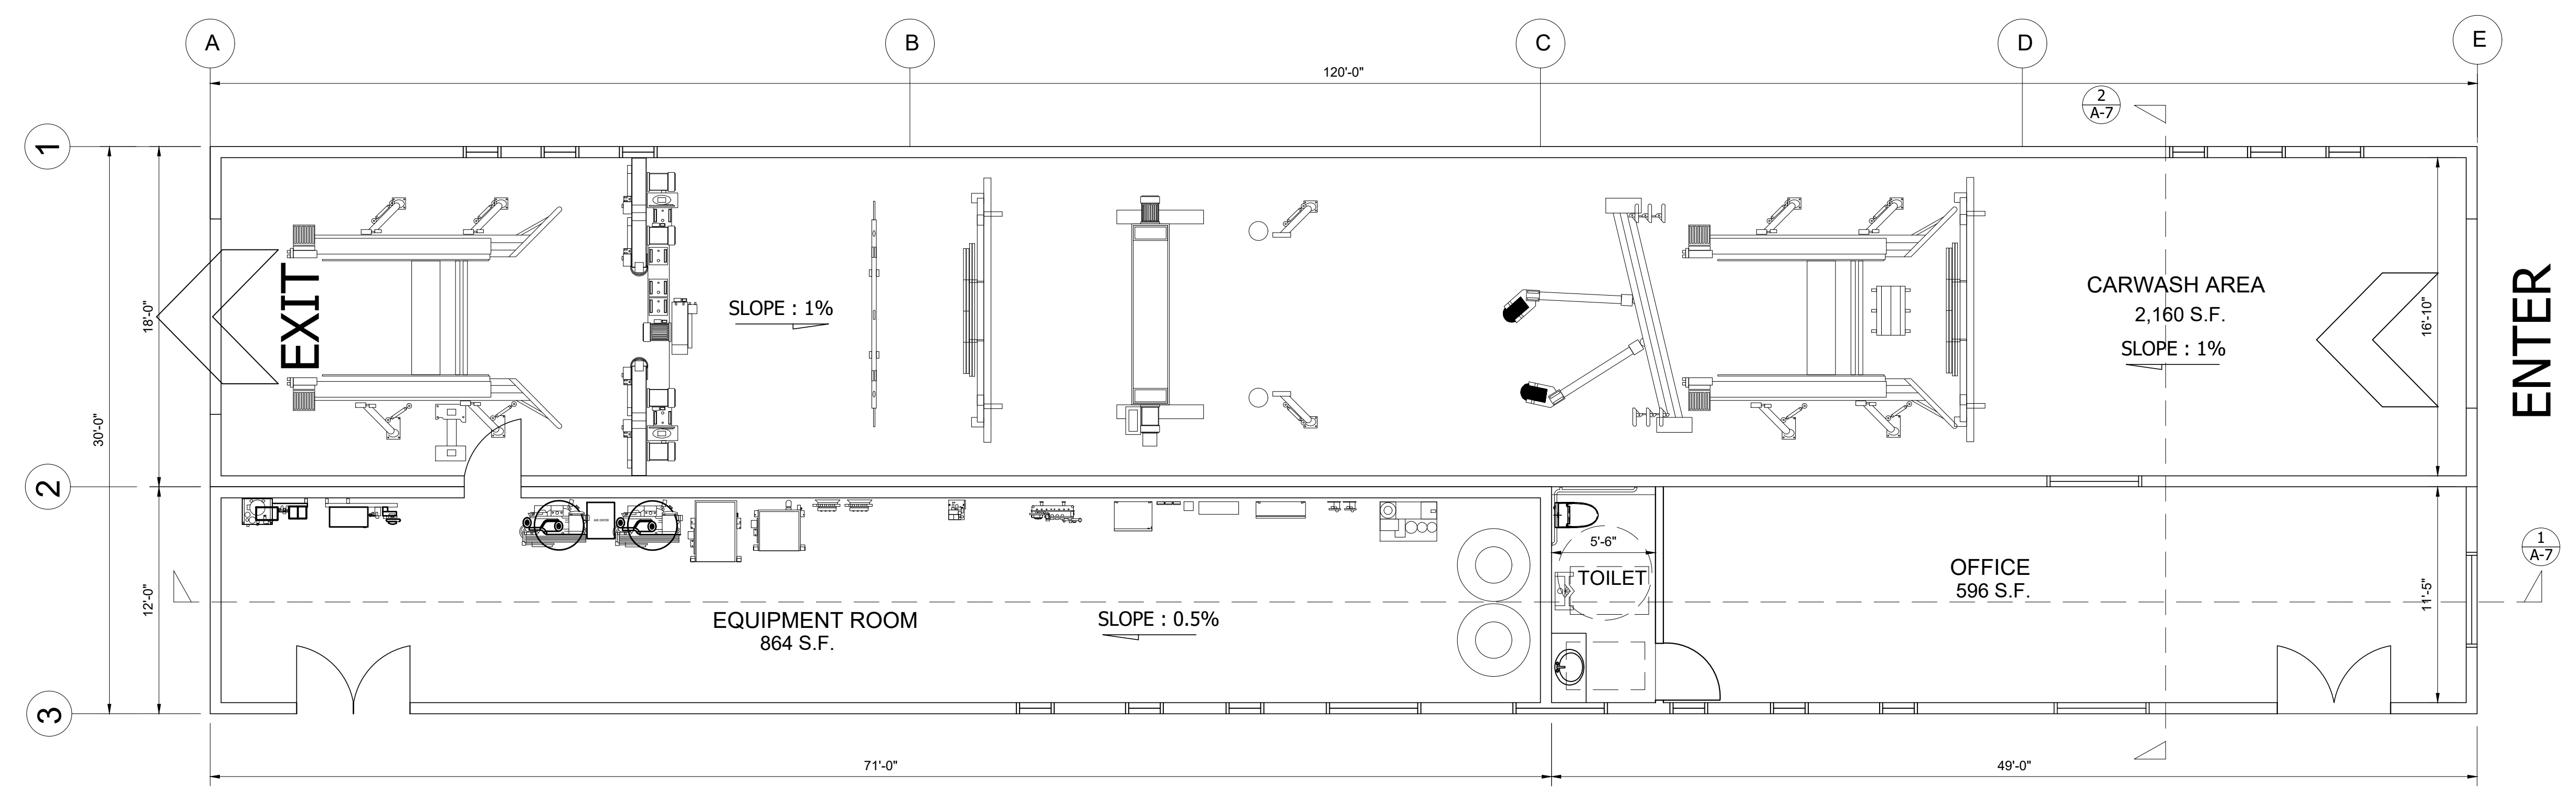 A
B
C
D
E
120'-0"
2
A-7
1
2
3
30'-0"
18'-0"
12'-0"
EXIT
SLOPE : 1%
CARWASH AREA
2,160 S.F.
SLOPE : 1%
16'-10"
ENTER
5'-6"
TOILET
OFFICE
596 S.F.
11'-5"
1
A-7
EQUIPMENT ROOM
864 S.F.
SLOPE : 0.5%
71'-0"
49'-0"